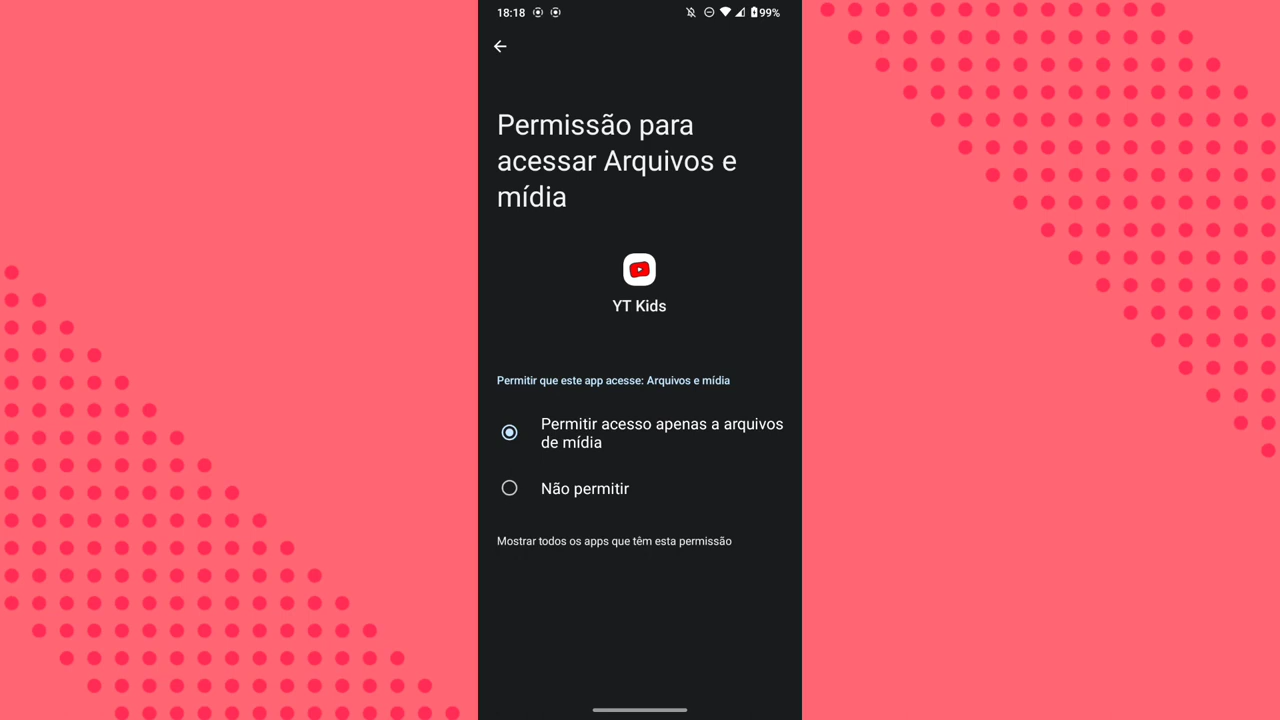 18:18
99%
Permissão para
acessar Arquivos e
mídia
YT Kids
Permitir que este app acesse: Arquivos e mídia
Permitir acesso apenas a arquivos
de mídia
Não permitir
Mostrar todos os apps que têm esta permissão